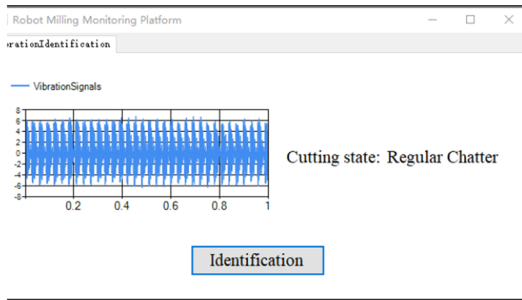 Robot Milling Monitoring Platform
brationIdentification
VibrationSignals
8
6
4
2
0
-2
-4
-6
-8
0.2 0.4 0.6 0.8 1
Cutting state: Regular Chatter
Identification